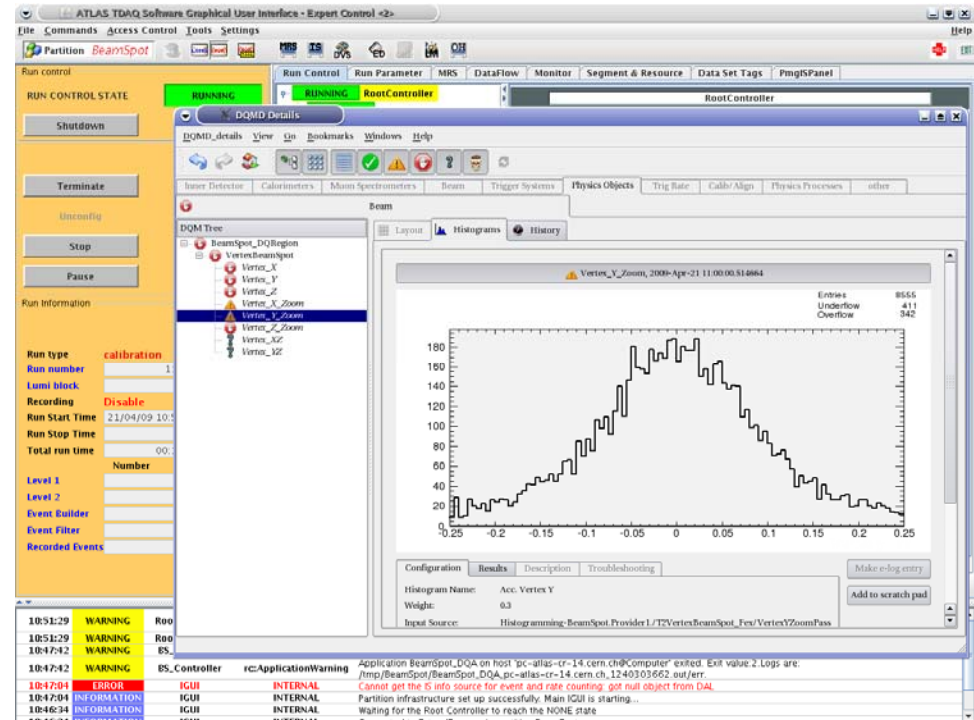 ATLAS TDAQ Software Graphical User Interface - Expert Control <2>
File Commands Access Control Tools Settings Help
Partition BeamSpot
MRS IS DVS ED BM OH
Run control
RUN CONTROL STATE RUNNING
Shutdown
Terminate
Unconfig
Stop
Pause
Run Information
Run type calibration
Run number 1
Lumi block
Recording Disable
Run Start Time 21/04/09 10:5
Run Stop Time
Total run time 00:
Number
Level 1
Level 2
Event Builder
Event Filter
Recorded Events
Run Control Run Parameter MRS DataFlow Monitor Segment & Resource Data Set Tags PmgISPanel
RUNNING RootController
RootController
DQMD Details
DQMD_details View Go Bookmarks Windows Help
Inner Detector Calorimeters Muon Spectrometers Beam Trigger Systems Physics Objects Trig Rate Calib/Align Physics Processes other
Beam
DQM Tree
BeamSpot_DQRegion
VertexBeamSpot
Vertex_X
Vertex_Y
Vertex_Z
Vertex_X_Zoom
Vertex_Y_Zoom
Vertex_Z_Zoom
Vertex_XZ
Vertex_YZ
Layout Histograms History
Vertex_Y_Zoom, 2009-Apr-21 11:00:00.514664
Entries 8555
Underflow 411
Overflow 342
180
160
140
120
100
80
60
40
20
0
-0.25 -0.2 -0.15 -0.1 -0.05 0 0.05 0.1 0.15 0.2 0.25
Configuration Results Description Troubleshooting
Make e-log entry
Histogram Name: Acc. Vertex Y
Add to scratch pad
Weight: 0.3
Input Source: Histogramming-BeamSpot.Provider1./T2VertexBeamSpot_Fex/VertexYZoomPass
10:51:29 WARNING Roo
10:51:29 WARNING Roo
10:47:42 WARNING BS_
10:47:42 WARNING BS_Controller rc:ApplicationWarning Application BeamSpot_DQA on host "pc-atlas-cr-14.cern.ch@Computer" exited. Exit value:2.Logs are:
/tmp/BeamSpot/BeamSpot_DQA_pc-atlas-cr-14.cern.ch_1240303662.out/err.
10:47:04 ERROR IGUI INTERNAL Cannot get the IS info source for event and rate counting: got null object from DAL
10:47:04 INFORMATION IGUI INTERNAL Partition infrastructure set up successfully. Main IGUI is starting...
10:46:34 INFORMATION IGUI INTERNAL Waiting for the Root Controller to reach the NONE state